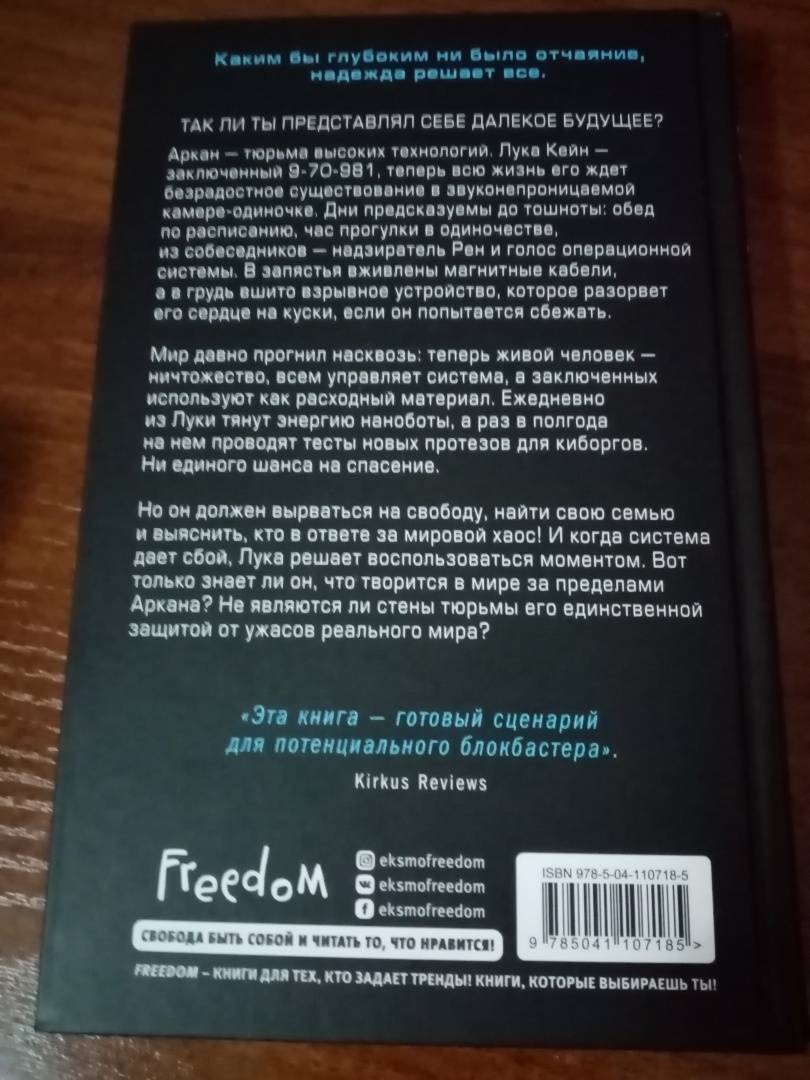 Каким бы глубоким ни было отчаяние,
надежда решает все.
ТАК ЛИ ТЫ ПРЕДСТАВЛЯЛ СЕБЕ ДАЛЕКОЕ БУДУЩЕЕ?
Аркан — тюрьма высоких технологий. Лука Кейн —
заключенный 9-70-981, теперь всю жизнь его ждет
безрадостное существование в звуконепроницаемой
камере-одиночке. Дни предсказуемы до тошноты: обед
по расписанию, час прогулки в одиночестве,
из собеседников — надзиратель Рен и голос операционной
системы. В запястья вживлены магнитные кабели,
а в грудь вшито взрывное устройство, которое разорвет
его сердце на куски, если он попытается сбежать.
Мир давно прогнил насквозь: теперь живой человек —
ничтожество, всем управляет система, а заключенных
используют как расходный материал. Ежедневно
из Луки тянут энергию наноботы, а раз в полгода
на нем проводят тесты новых протезов для киборгов.
Ни единого шанса на спасение.
Но он должен вырваться на свободу, найти свою семью
и выяснить, кто в ответе за мировой хаос! И когда система
дает сбой, Лука решает воспользоваться моментом. Вот
только знает ли он, что творится в мире за пределами
Аркана? Не являются ли стены тюрьмы его единственной
защитой от ужасов реального мира?
«Эта книга — готовый сценарий
для потенциального блокбастера».
Kirkus Reviews
Freedom
eksmofreedom
eksmofreedom
eksmofreedom
СВОБОДА БЫТЬ СОБОЙ И ЧИТАТЬ ТО, ЧТО НРАВИТСЯ!
FREEDOM – КНИГИ ДЛЯ ТЕХ, КТО ЗАДАЕТ ТРЕНДЫ! КНИГИ, КОТОРЫЕ ВЫБИРАЕШЬ ТЫ!
ISBN 978-5-04-110718-5
9 785041 107185 >